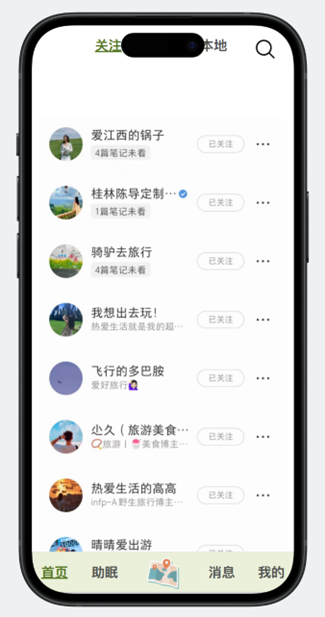 关注
本地
爱江西的锅子
4篇笔记未看
已关注
桂林陈导定制…
1篇笔记未看
已关注
骑驴去旅行
4篇笔记未看
已关注
我想出去玩！
热爱生活就是我的超…
已关注
飞行的多巴胺
爱好旅行🙋🏻‍♀️
已关注
尘久（旅游美食…
旅游丨🍧美食博主…
已关注
热爱生活的高高
infp-A野生旅行博主…
已关注
晴晴爱出游
首页
助眠
消息
我的